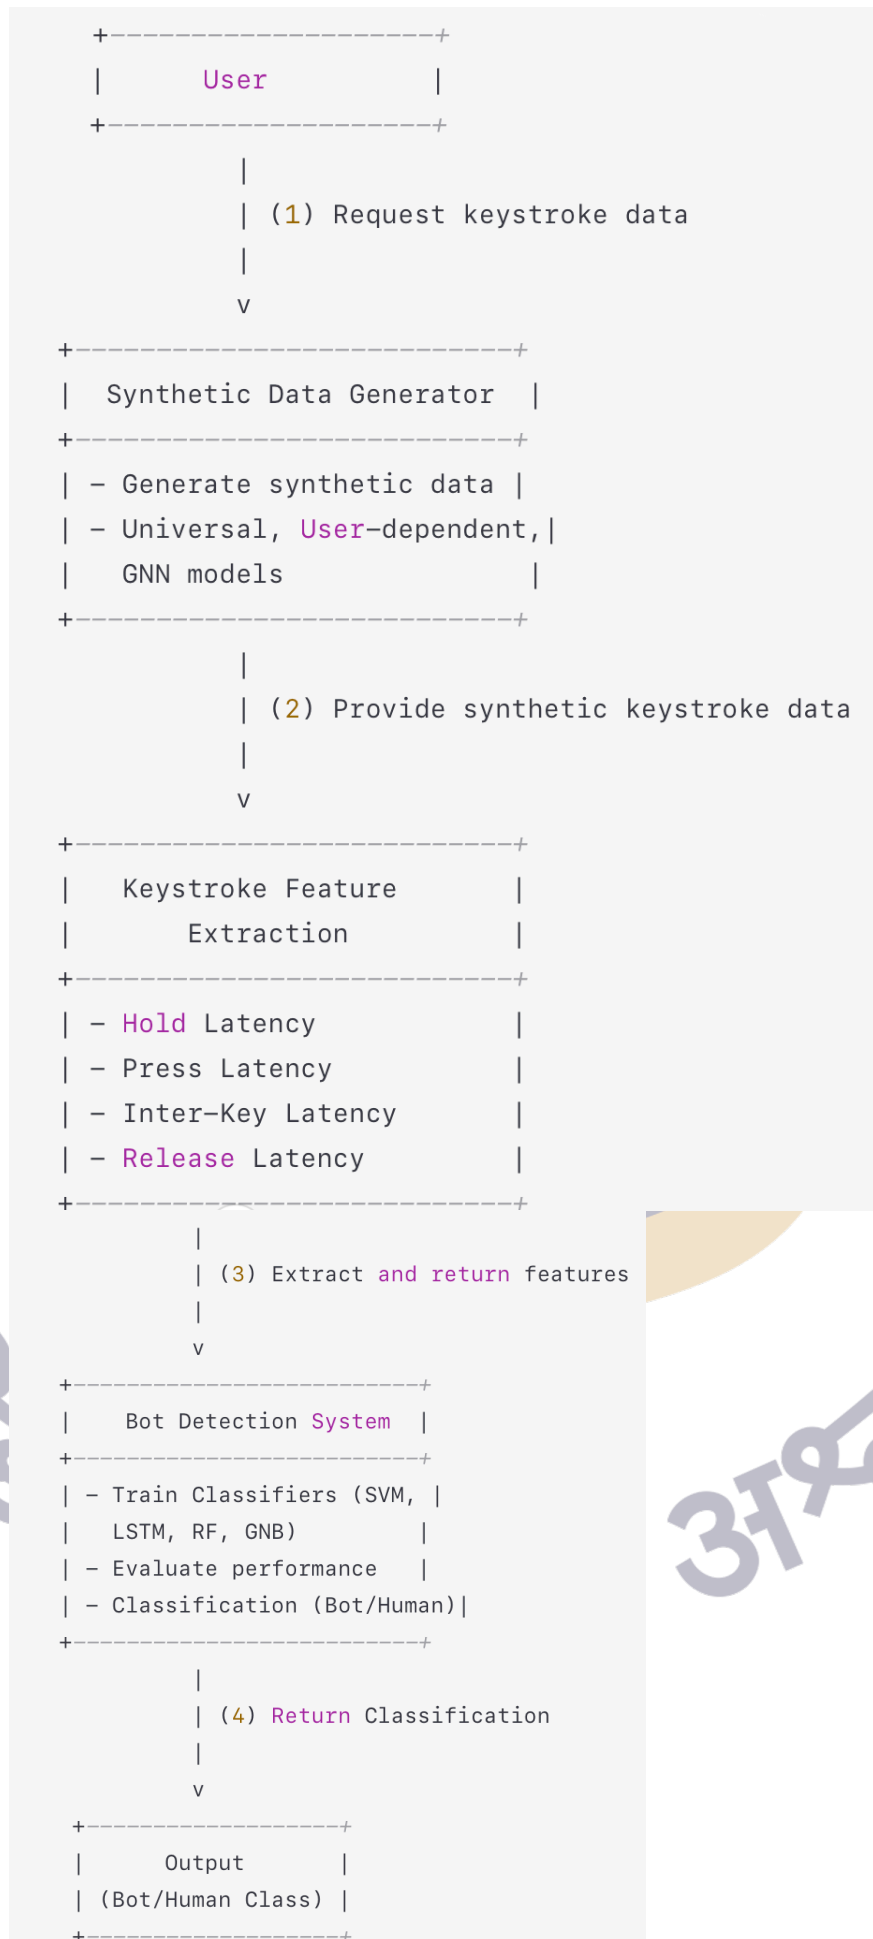 +--------------------+
|      User          |
+--------------------+
|
| (1) Request keystroke data
|
v
+---------------------------+
|  Synthetic Data Generator  |
+---------------------------+
| - Generate synthetic data |
| - Universal, User-dependent,|
|   GNN models               |
+---------------------------+
|
| (2) Provide synthetic keystroke data
|
v
+---------------------------+
|   Keystroke Feature       |
|       Extraction          |
+---------------------------+
| - Hold Latency            |
| - Press Latency           |
| - Inter-Key Latency       |
| - Release Latency         |
+---------------------------+
|
| (3) Extract and return features
|
v
+--------------------------+
|    Bot Detection System  |
+--------------------------+
| - Train Classifiers (SVM, |
|   LSTM, RF, GNB)         |
| - Evaluate performance   |
| - Classification (Bot/Human)|
+--------------------------+
|
| (4) Return Classification
|
v
+-------------------+
|      Output       |
| (Bot/Human Class) |
+-------------------+